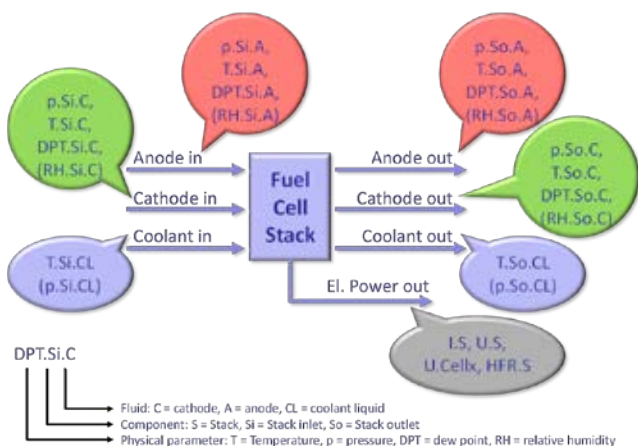 p.Si.A,
T.Si.A,
DPT.Si.A,
(RH.Si.A)
p.So.A,
T.So.A,
DPT.So.A,
(RH.So.A)
p.Si.C,
T.Si.C,
DPT.Si.C,
(RH.Si.C)
p.So.C,
T.So.C,
DPT.So.C,
(RH.So.C)
Anode in
Cathode in
Coolant in
Fuel
Cell
Stack
Anode out
Cathode out
Coolant out
T.Si.CL
(p.Si.CL)
T.So.CL
(p.So.CL)
El. Power out
I.S, U.S,
U.Cellx, HFR.S
DPT.Si.C
Fluid: C = cathode, A = anode, CL = coolant liquid
Component: S = Stack, Si = Stack inlet, So = Stack outlet
Physical parameter: T = Temperature, p = pressure, DPT = dew point, RH = relative humidity